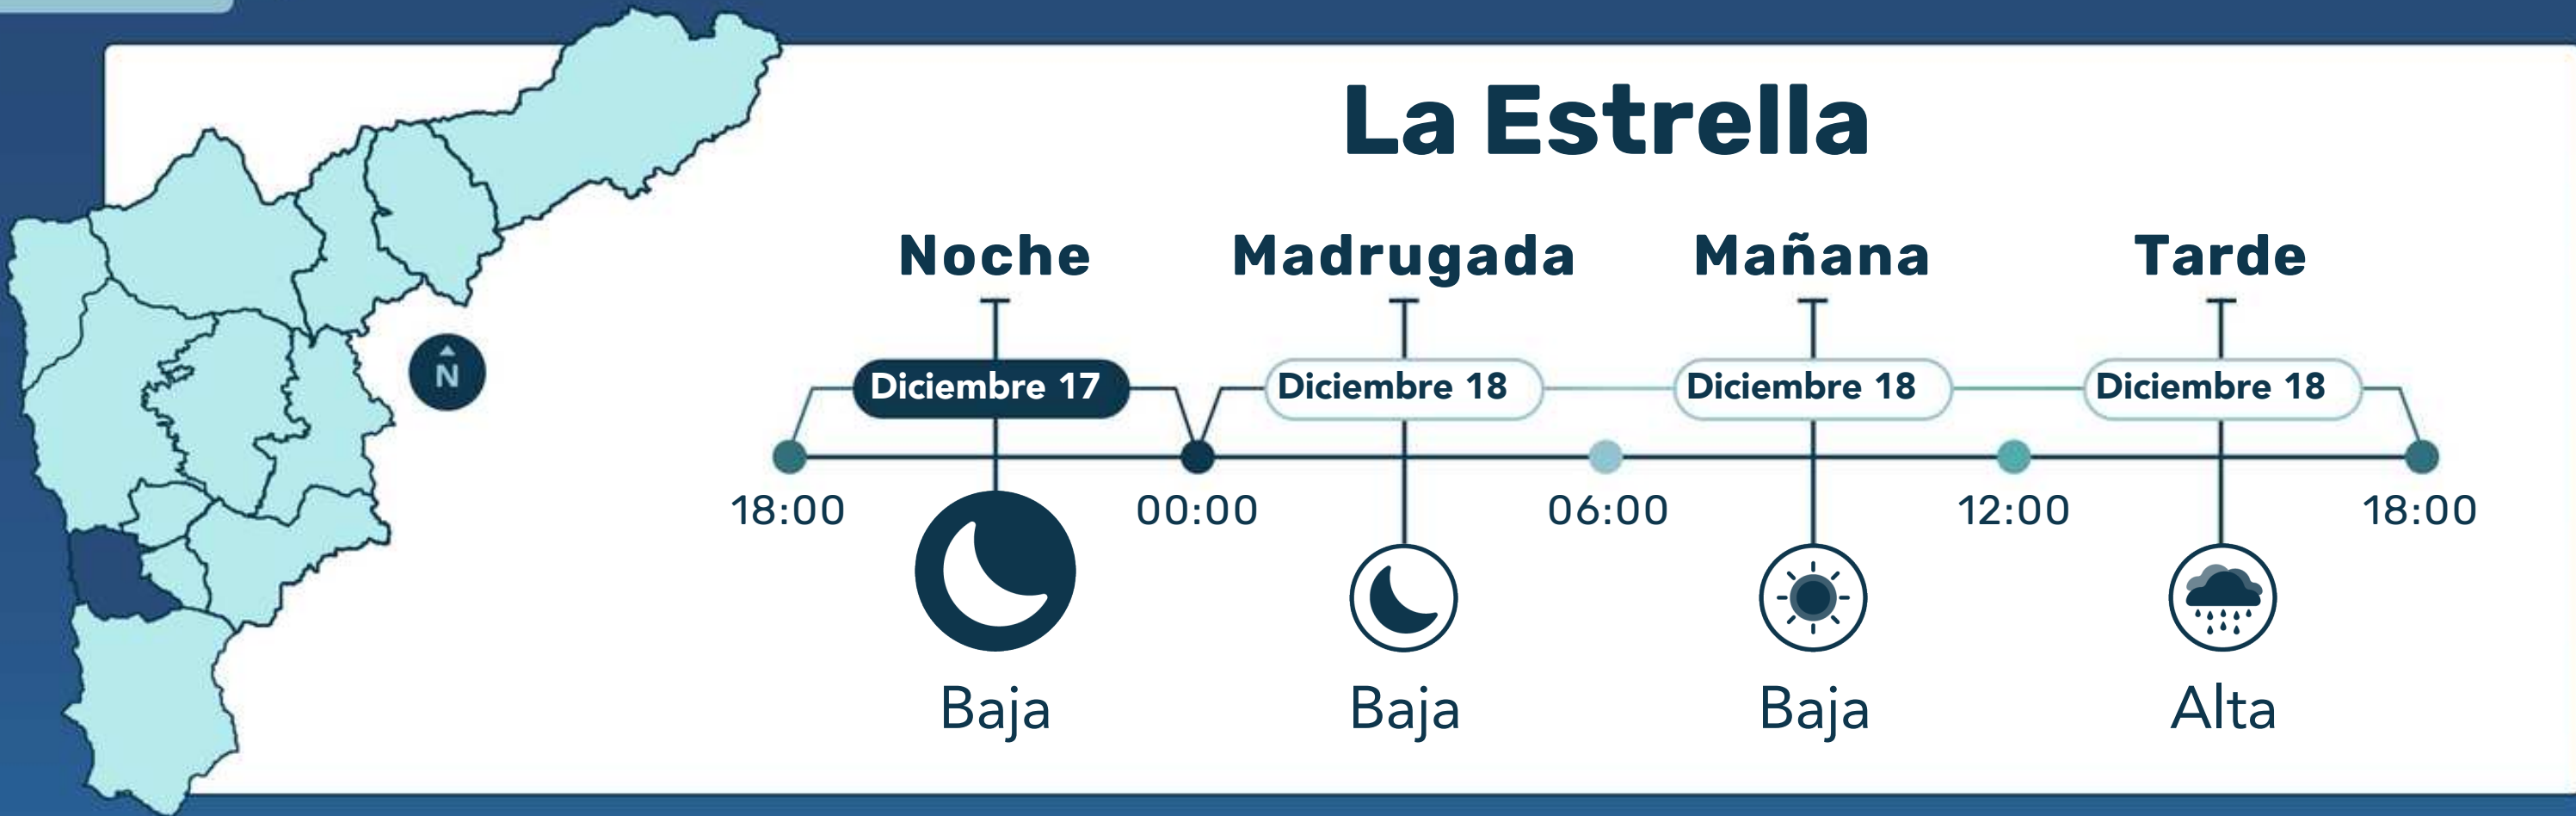 La Estrella
Noche Madrugada Mañana Tarde
Diciembre 17 Diciembre 18 Diciembre 18 Diciembre 18
N
18:00 00:00 06:00 12:00 18:00
Baja Baja Baja Alta